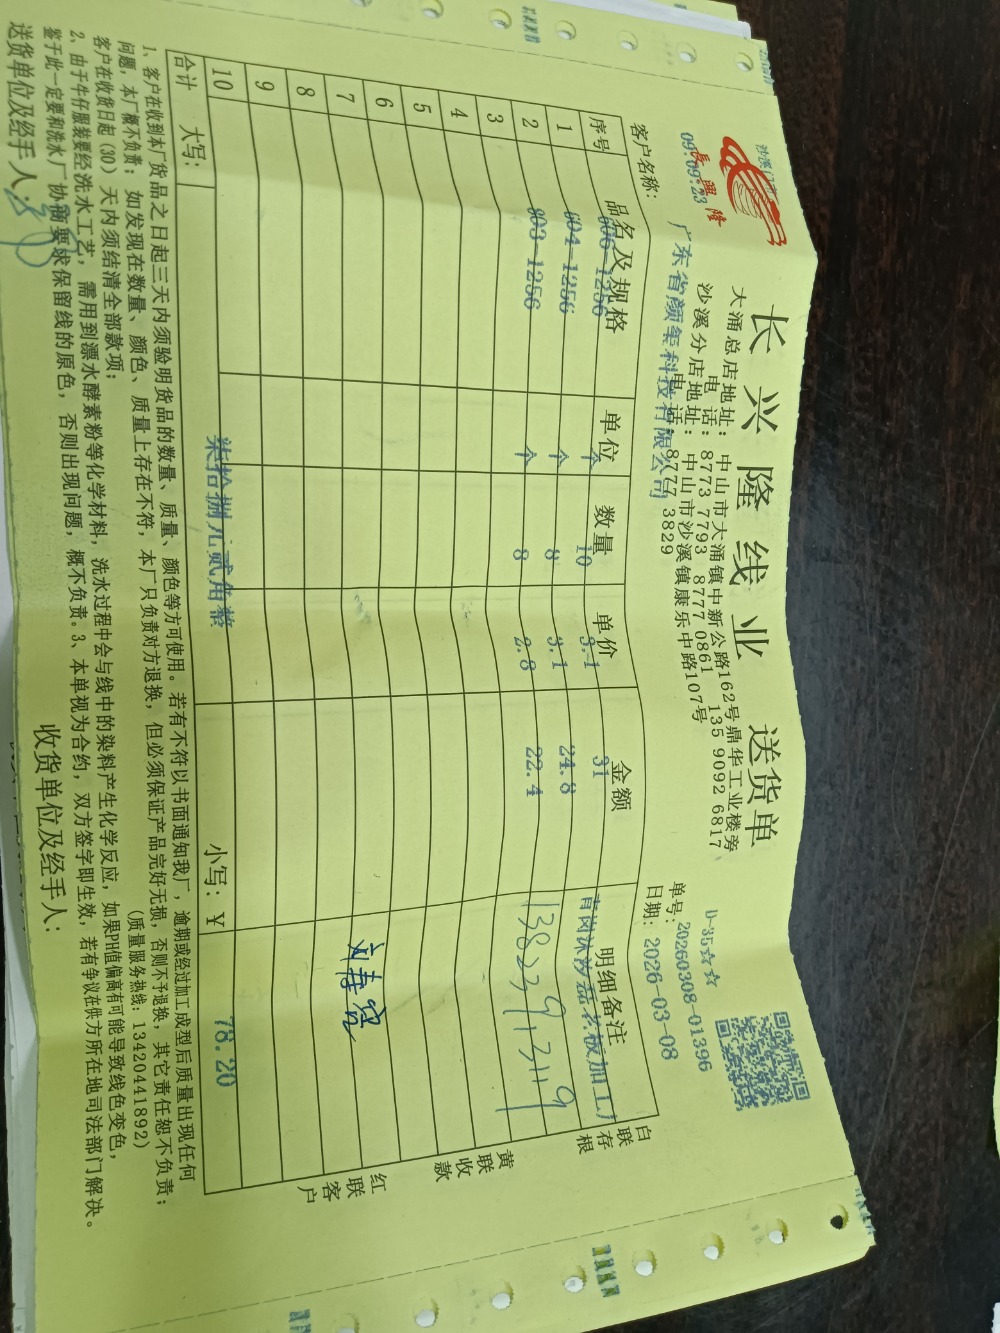 長興隆
长兴隆线业 送货单
大涌总店地址：中山市大涌镇中新公路162号鼎华工业楼旁
电 话：8773 7793 8777 0861 135 9092 6817
沙溪分店地址：中山市沙溪镇康乐中路107号
电 话：8777 3829
D-35☆☆
单号：20260308-01396
日期：2026-03-08
09:09:23
客户名称：广东省颜玺科技有限公司
序号 品名及规格 单位 数量 单价 金额 明细备注
1 606-1256 个 10 3.1 31
2 604-1256 个 8 3.1 24.8
3 603-1256 个 8 2.8 22.4
4
5
6
7
8
9
10
13822913119
合计 大写：柒拾捌元贰角整 小写：￥ 78.20
白联存根
黄联收款
红联客户
1、客户在收到本厂货品之日起三天内须验明货品的数量、质量、颜色等方可使用。若有不符以书面通知我厂，逾期或经过加工成型后质量出现任何
问题，本厂概不负责；如发现在数量、颜色、质量上存在不符，本厂只负责对方退换，但必须保证产品完好无损，否则不予退换，其它责任恕不负责；
客户在收货日起（30）天内须结清全部款项；
（质量服务热线：13420441892）
2、由于牛仔服装要经洗水工艺，需用到漂水酵素粉等化学材料，洗水过程中会与线中的染料产生化学反应，如果PH值偏高有可能导致线色变色，
鉴于此一定要和洗水厂协商要求保留线的原色，否则出现问题，概不负责。3、本单视为合约，双方签字即生效，若有争议在供方所在地司法部门解决。
送货单位及经手人：
收货单位及经手人：